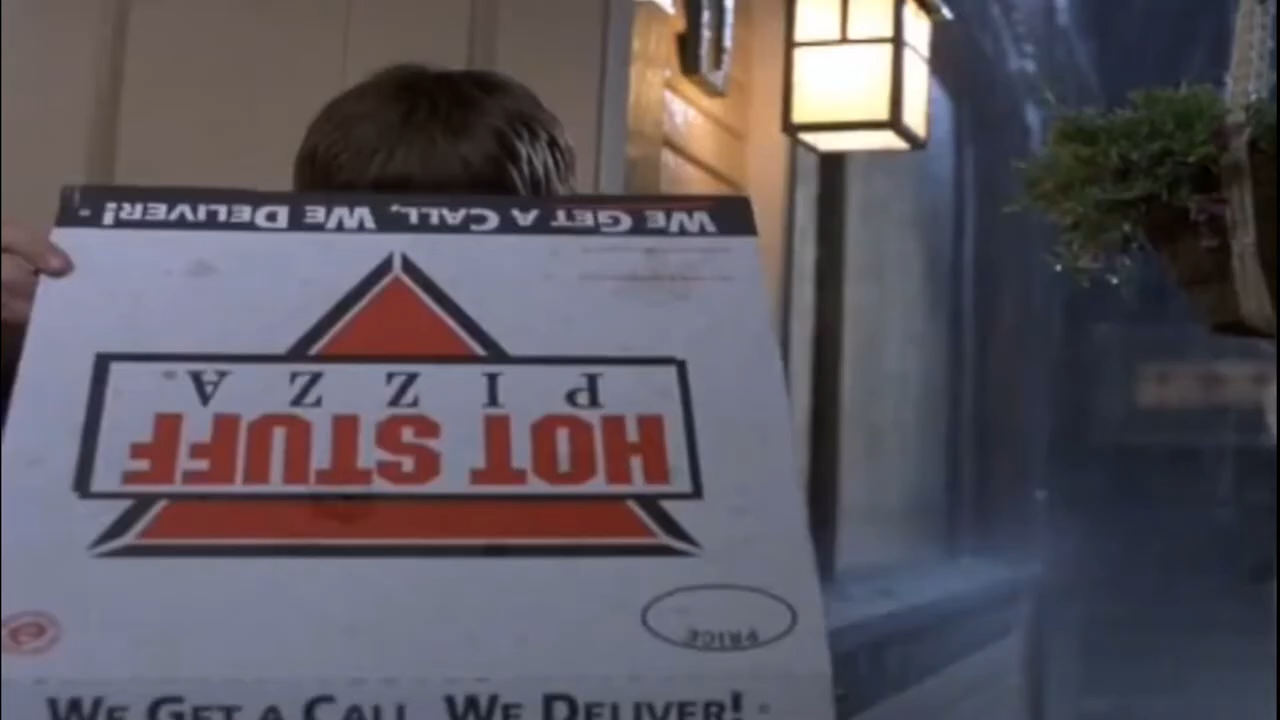 WE GET A CALL, WE DELIVER!
HOT STUFF
PIZZA®
PRICE
WE GET A CALL, WE DELIVER!